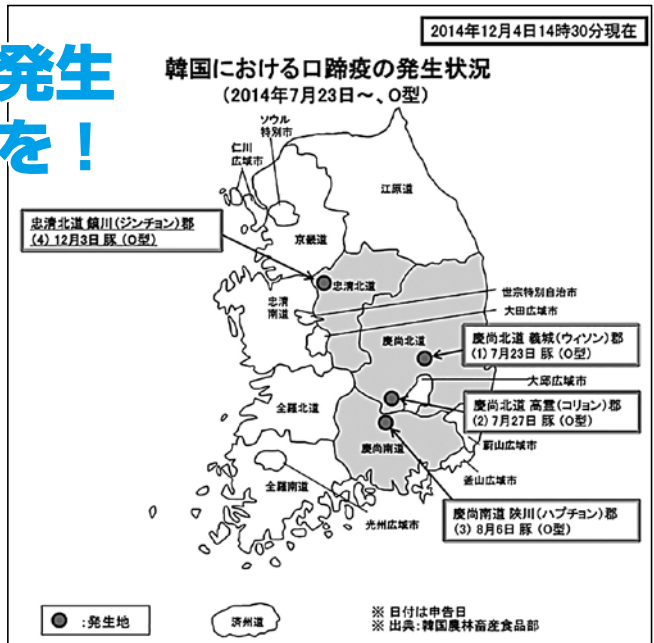 2014年12月4日14時30分現在
発生
を！
韓国における口蹄疫の発生状況
(2014年7月23日～、O型)
ソウル
特別市
仁川
広域市
江原道
京畿道
忠清北道 鎮川(ジンチョン)郡
(4) 12月3日 豚 (O型)
忠清北道
世宗特別自治市
忠清
南道
大田広域市
慶尚北道
慶尚北道 義城(ウィソン)郡
(1) 7月23日 豚 (O型)
大邱広域市
慶尚北道 高霊(コリョン)郡
(2) 7月27日 豚 (O型)
全羅北道
慶尚南道
蔚山広域市
釜山広域市
全羅南道
光州広域市
慶尚南道 陜川(ハプチョン)郡
(3) 8月6日 豚 (O型)
:発生地
済州道
※ 日付は申告日
※ 出典:韓国農林畜産食品部